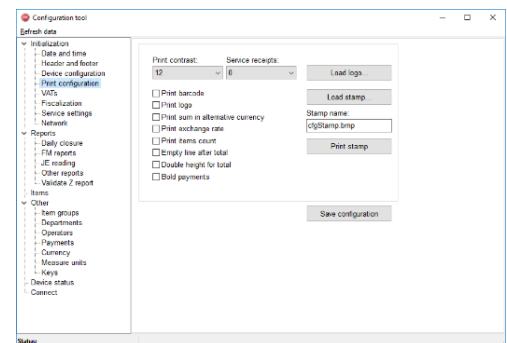 Configuration tool
Refresh data
Initialization
Date and time
Header and footer
Device configuration
Print configuration
VATs
Fiscalization
Service settings
Network
Reports
Daily closure
FM reports
JE reading
Other reports
Validate Z report
Items
Other
Item groups
Departments
Operators
Payments
Currency
Measure units
Keys
Device status
Connect
Print contrast: Service receipts:
12 0 Load logo...
Print barcode
Load stamp...
Print logo
Print sum in alternative currency
Stamp name:
Print exchange rate
cfgStamp.bmp
Print items count
Empty line after total
Print stamp
Double height for total
Bold payments
Save configuration
Status: